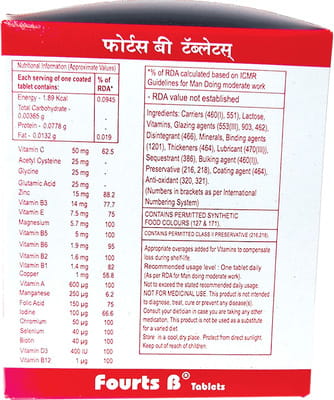 फोर्टस बी टॅब्लेटस्
Nutritional Information (Approximate Values)
Each serving of one coated tablet contains: % of RDA*
Energy - 1.89 Kcal 0.0945
Total Carbohydrate -
0.00365 g
Protein - 0.0778 g
Fat - 0.0132 g 0.019
Vitamin C 50 mg 62.5
Acetyl Cysteine 25 mg -
Glycine 25 mg -
Glutamic Acid 25 mg -
Zinc 15 mg 88.2
Vitamin B3 14 mg 77.7
Vitamin E 7.5 mg 75
Magnesium 5.7 mg 100
Vitamin B5 5 mg 100
Vitamin B6 1.9 mg 95
Vitamin B2 1.6 mg 100
Vitamin B1 1.4 mg 82
Copper 1 mg 58.8
Vitamin A 600 µg 100
Manganese 250 µg 6.2
Folic Acid 150 µg 75
Iodine 100 µg 66.6
Chromium 50 µg 100
Selenium 40 µg 100
Biotin 40 µg 100
Vitamin D3 400 IU 100
Vitamin B12 1 µg 100
*% of RDA calculated based on ICMR
Guidelines for Man Doing moderate work
- RDA value not established
Ingredients: Carriers (460(I), 551), Lactose,
Vitamins, Glazing agents (553(III), 903, 462),
Disintegrant (466), Minerals, Binding agents
(1201), Thickeners (464), Lubricant (470(III))
Sequestrant (386), Bulking agent (460(I)),
Preservative (216, 218), Coating agent (464),
Anti-oxidant (320, 321).
(Numbers in brackets as per International
Numbering System)
CONTAINS PERMITTED SYNTHETIC
FOOD COLOURS (127 & 171).
CONTAINS PERMITTED CLASS II PRESERVATIVE (216,218).
Appropriate overages added for Vitamins to compensate
loss during shelf-life.
Recommended usage level : One tablet daily
(As per RDA for Man doing moderate work).
Not to exceed the stated recommended daily usage.
NOT FOR MEDICINAL USE. This product is not intended
to diagnose, treat, cure or prevent any disease(s).
Consult your dietician in case you are taking any other
medication. This product is not be used as a substitute
for a varied diet
Store in a cool, dry place. Protect from direct sunlight.
Keep out of reach of children.
Fourts B® Tablets